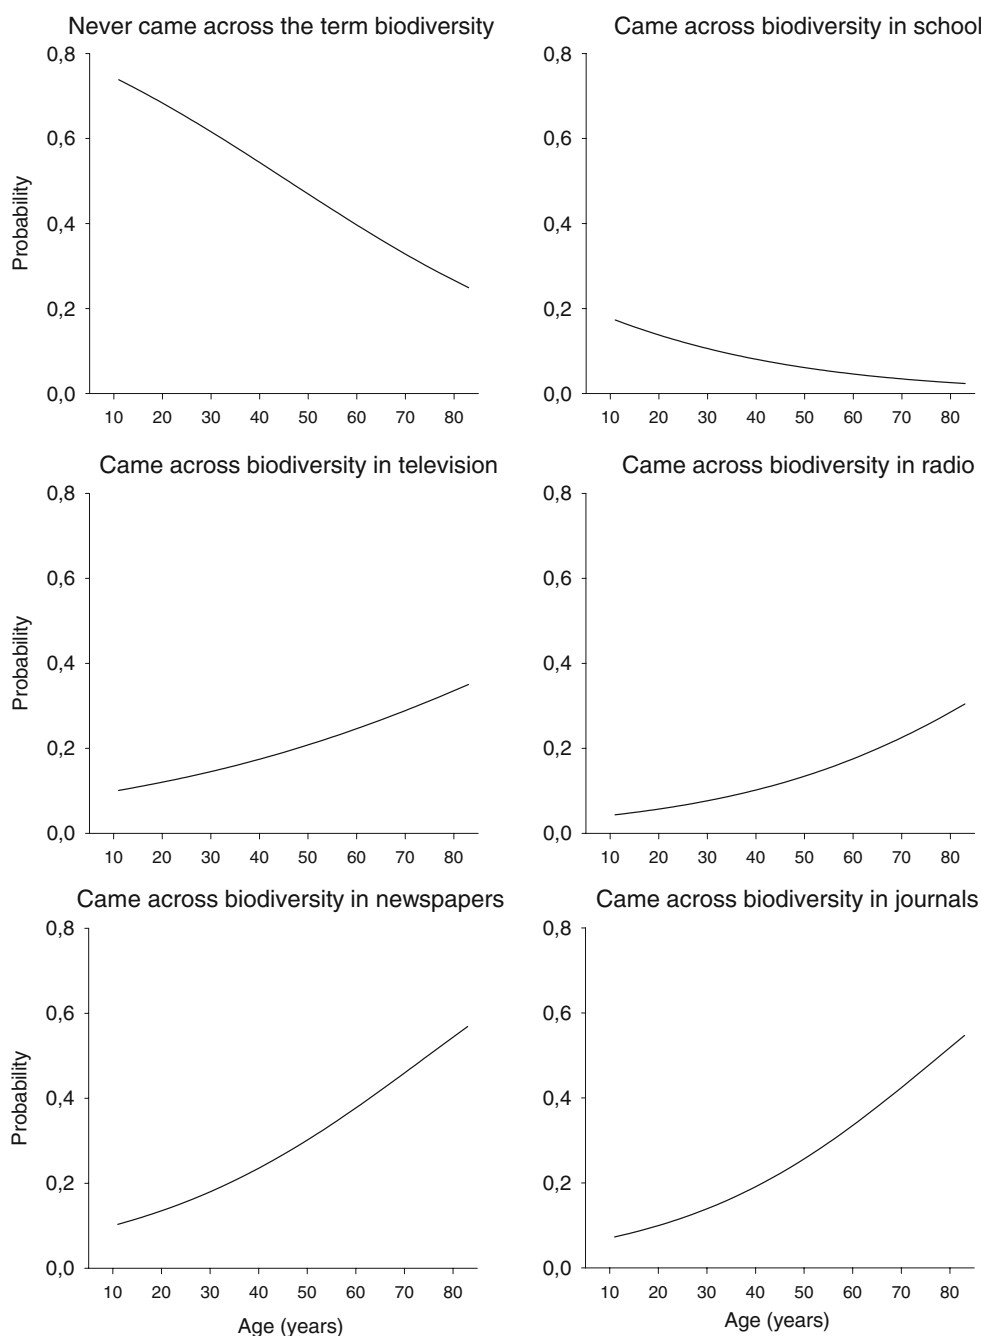 Never came across the term biodiversity
Came across biodiversity in school
0,8
0,6
0,4
0,2
0,0
Probability
10 20 30 40 50 60 70 80
0,8
0,6
0,4
0,2
0,0
10 20 30 40 50 60 70 80
Came across biodiversity in television
Came across biodiversity in radio
0,8
0,6
0,4
0,2
0,0
Probability
10 20 30 40 50 60 70 80
0,8
0,6
0,4
0,2
0,0
10 20 30 40 50 60 70 80
Came across biodiversity in newspapers
Came across biodiversity in journals
0,8
0,6
0,4
0,2
0,0
Probability
10 20 30 40 50 60 70 80
Age (years)
0,8
0,6
0,4
0,2
0,0
10 20 30 40 50 60 70 80
Age (years)